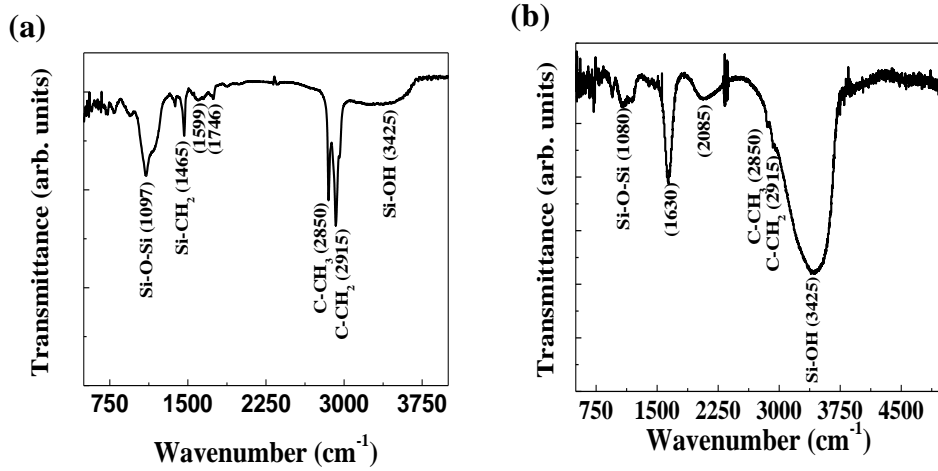 (a)
Transmittance (arb. units)
Si-O-Si (1097)
Si-CH₂ (1465)
(1599)
(1746)
C-CH₃ (2850)
C-CH₂ (2915)
Si-OH (3425)
750 1500 2250 3000 3750
Wavenumber (cm⁻¹)
(b)
Transmittance (arb. units)
Si-O-Si (1080)
(1630)
(2085)
C-CH₃ (2850)
C-CH₂ (2915)
Si-OH (3425)
750 1500 2250 3000 3750 4500
Wavenumber (cm⁻¹)